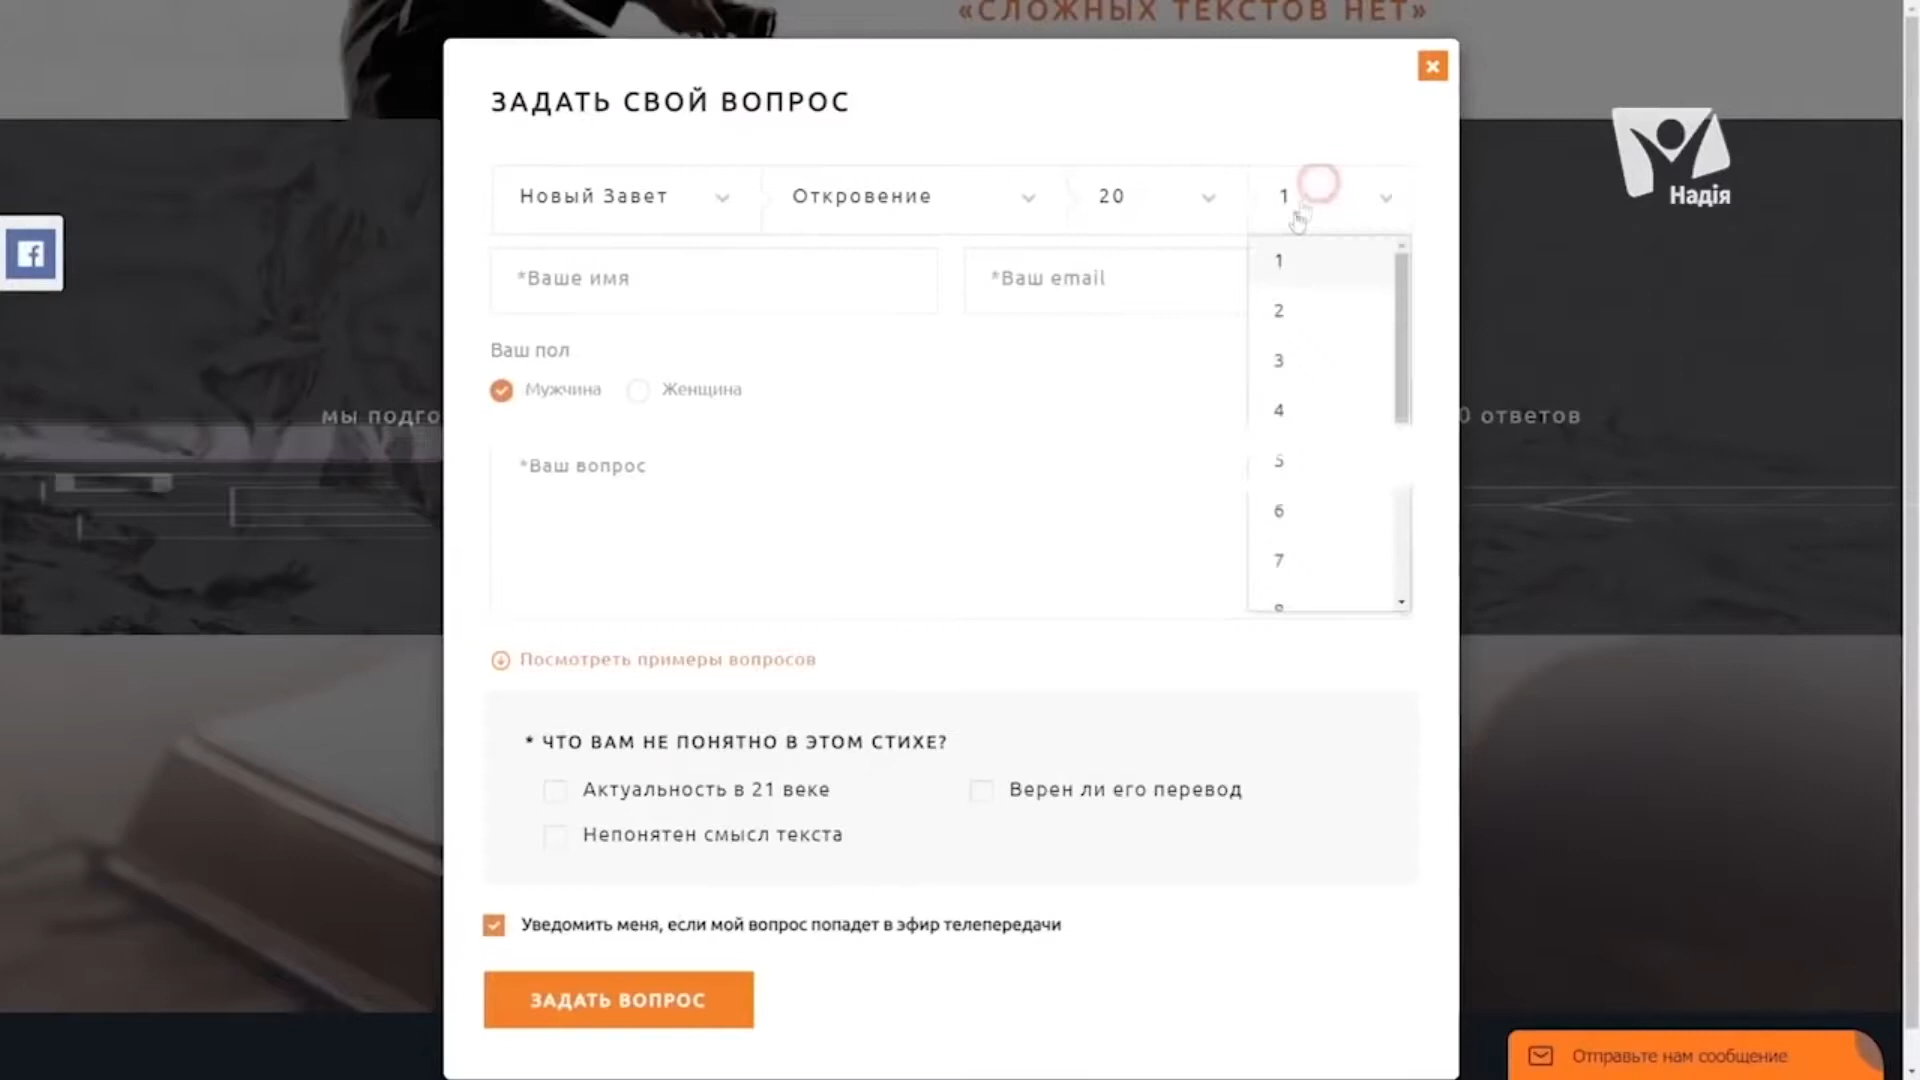 «СЛОЖНЫХ ТЕКСТОВ НЕТ»
ЗАДАТЬ СВОЙ ВОПРОС
Надія
Новый Завет
Откровение
20
1
*Ваше имя
*Ваш email
1
2
3
4
5
6
7
8
Ваш пол
Мужчина
Женщина
мы подго
0 ответов
*Ваш вопрос
Посмотреть примеры вопросов
* ЧТО ВАМ НЕ ПОНЯТНО В ЭТОМ СТИХЕ?
Актуальность в 21 веке
Верен ли его перевод
Непонятен смысл текста
Уведомить меня, если мой вопрос попадет в эфир телепередачи
ЗАДАТЬ ВОПРОС
Отправьте нам сообщение